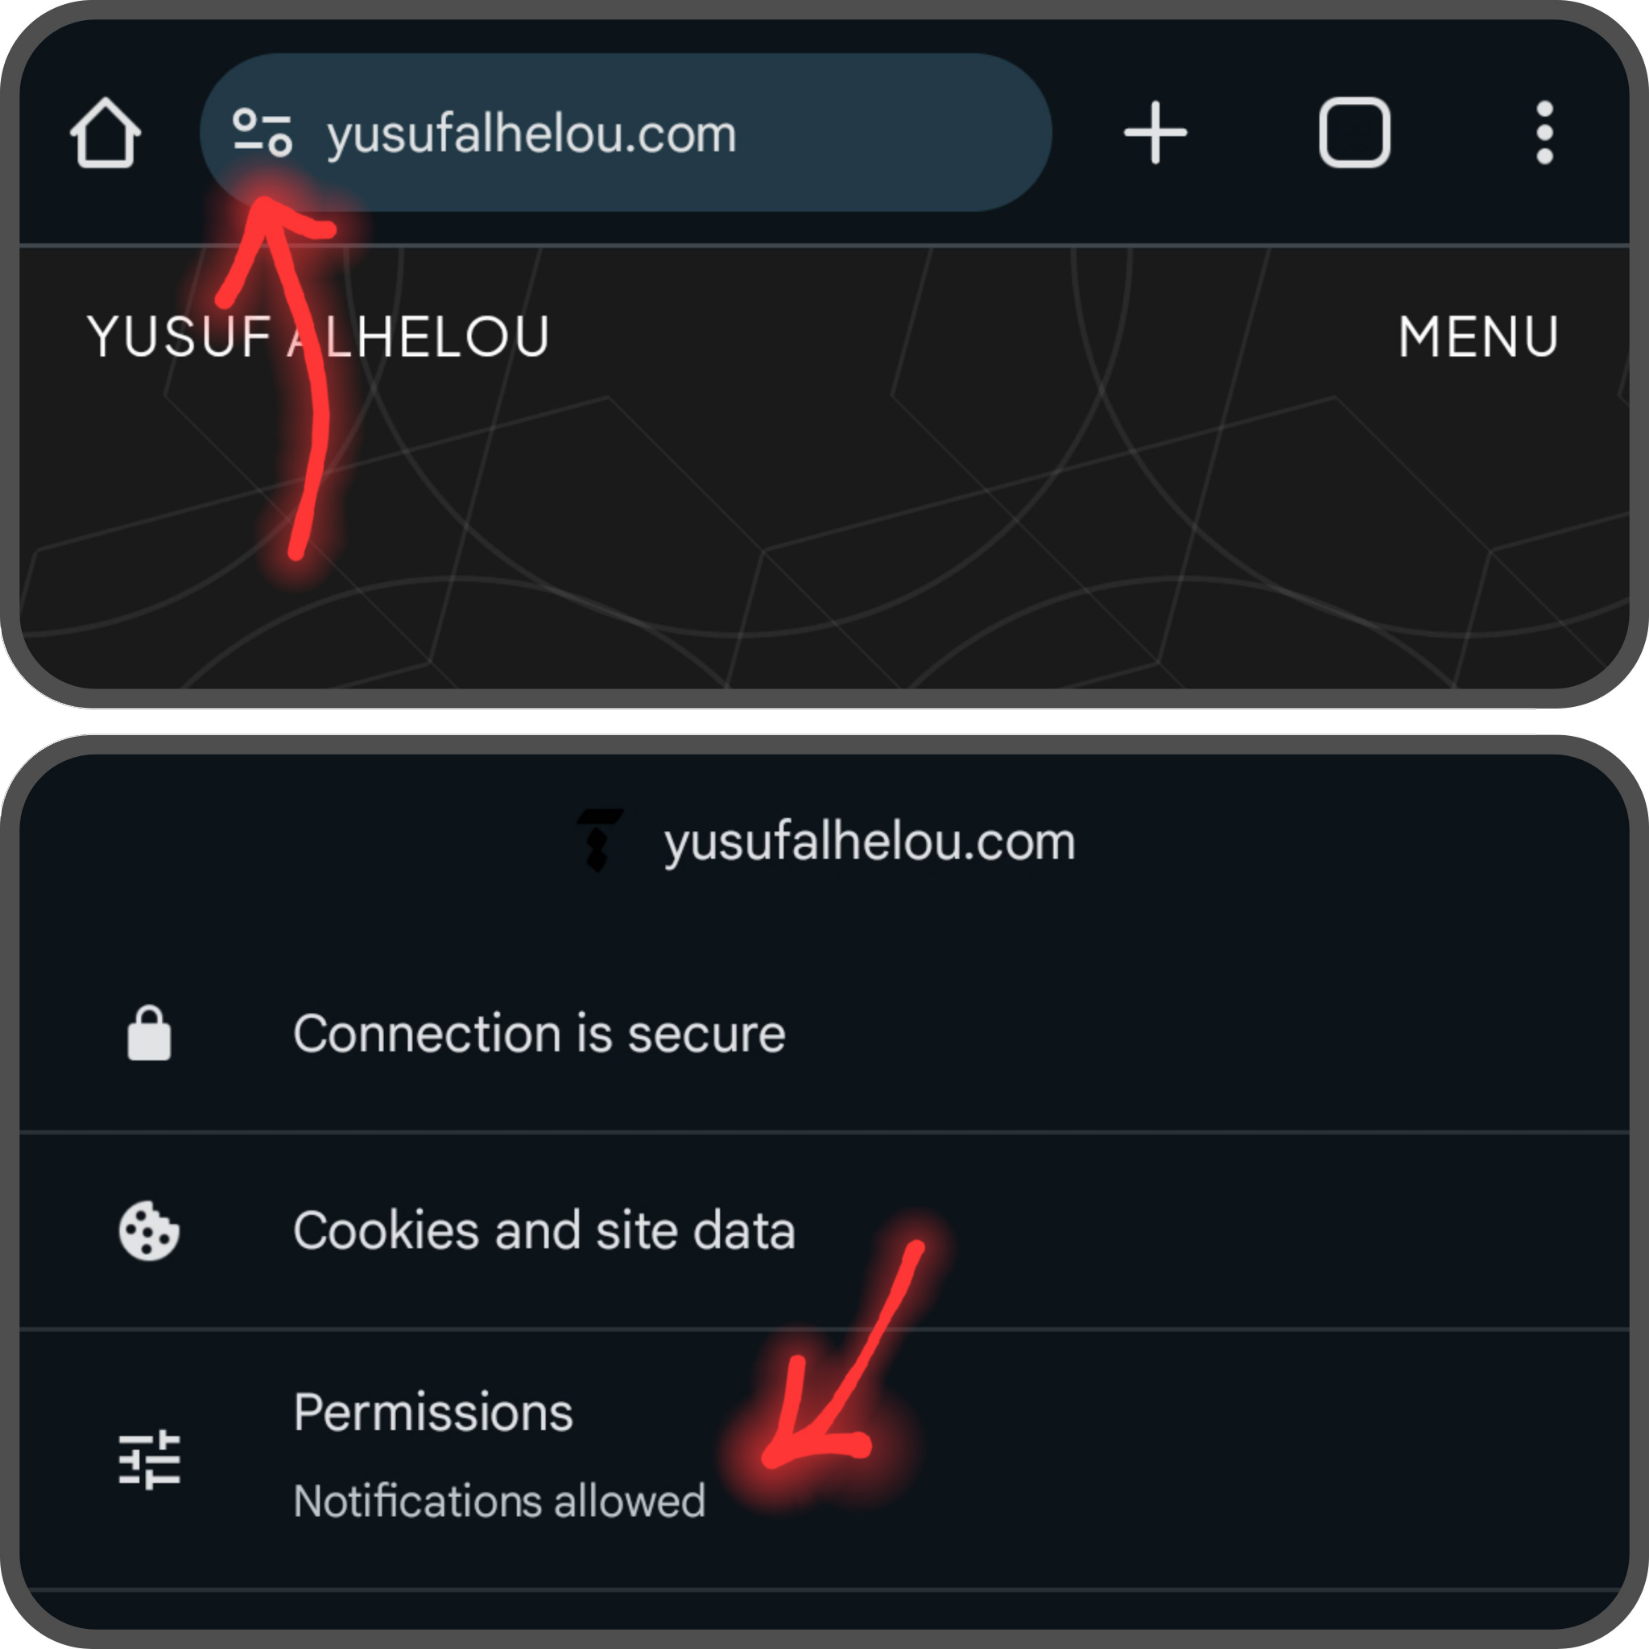 yusufalhelou.com
YUSUF ALHELOU
MENU
yusufalhelou.com
Connection is secure
Cookies and site data
Permissions
Notifications allowed